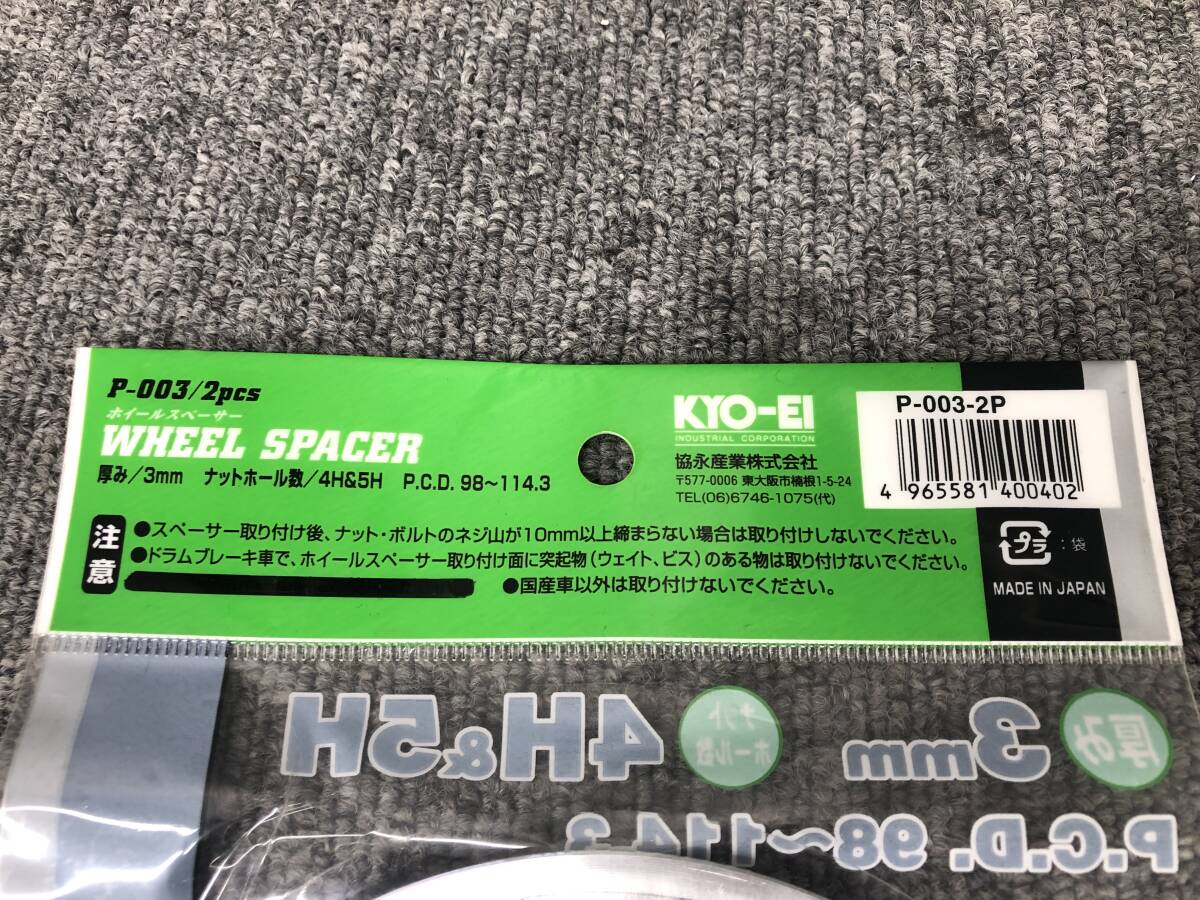 P-003/2pcs
ホイールスペーサー
WHEEL SPACER
厚み/3mm ナットホール数/4H&5H P.C.D. 98~114.3
KYO-EI
INDUSTRIAL CORPORATION
協永産業株式会社
〒577-0006 東大阪市楠根1-5-24
TEL(06)6746-1075(代)
P-003-2P
4 965581 400402
注意
●スペーサー取り付け後、ナット・ボルトのネジ山が10mm以上締まらない場合は取り付けしないでください。
●ドラムブレーキ車で、ホイールスペーサー取り付け面に突起物(ウェイト、ビス)のある物は取り付けないでください。
●国産車以外は取り付けないでください。
プラ
:袋
MADE IN JAPAN
厚み 3mm ナットホール数 4H&5H
P.C.D. 98~114.3